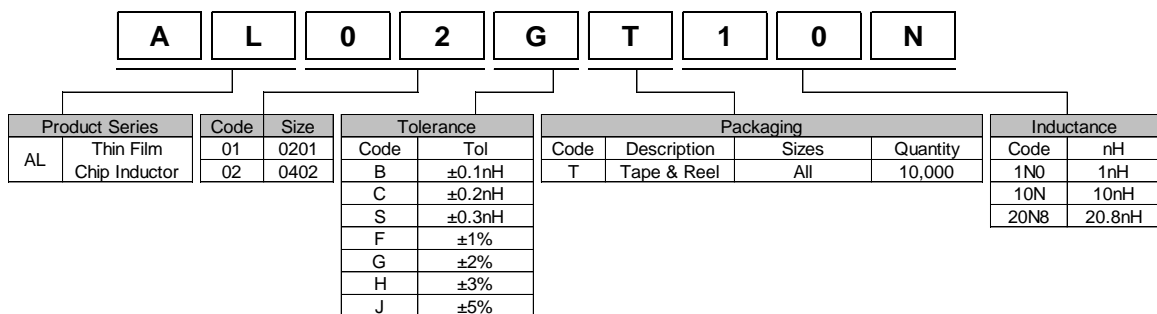 A L 0 2 G T 1 0 N
Product Series Code Size Tolerance Packaging Inductance
AL Thin Film 01 0201 Code Tol Code Description Sizes Quantity Code nH
Chip Inductor 02 0402 B ±0.1nH T Tape & Reel All 10,000 1N0 1nH
C ±0.2nH 10N 10nH
S ±0.3nH 20N8 20.8nH
F ±1%
G ±2%
H ±3%
J ±5%